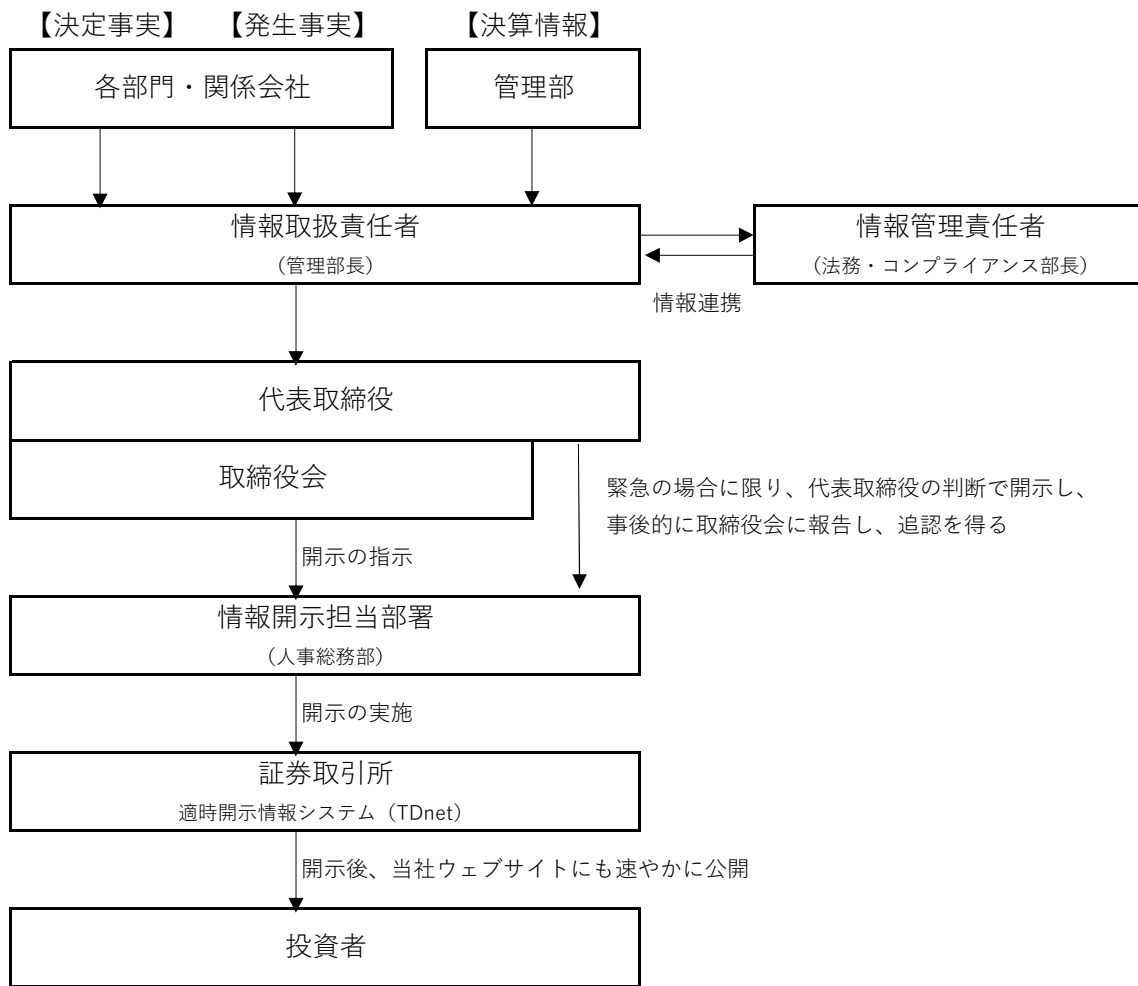 【決定事実】 【発生事実】 【決算情報】
各部門・関係会社
管理部
情報取扱責任者
（管理部長）
情報管理責任者
（法務・コンプライアンス部長）
情報連携
代表取締役
取締役会
緊急の場合に限り、代表取締役の判断で開示し、
事後的に取締役会に報告し、追認を得る
開示の指示
情報開示担当部署
（人事総務部）
開示の実施
証券取引所
適時開示情報システム（TDnet）
開示後、当社ウェブサイトにも速やかに公開
投資者